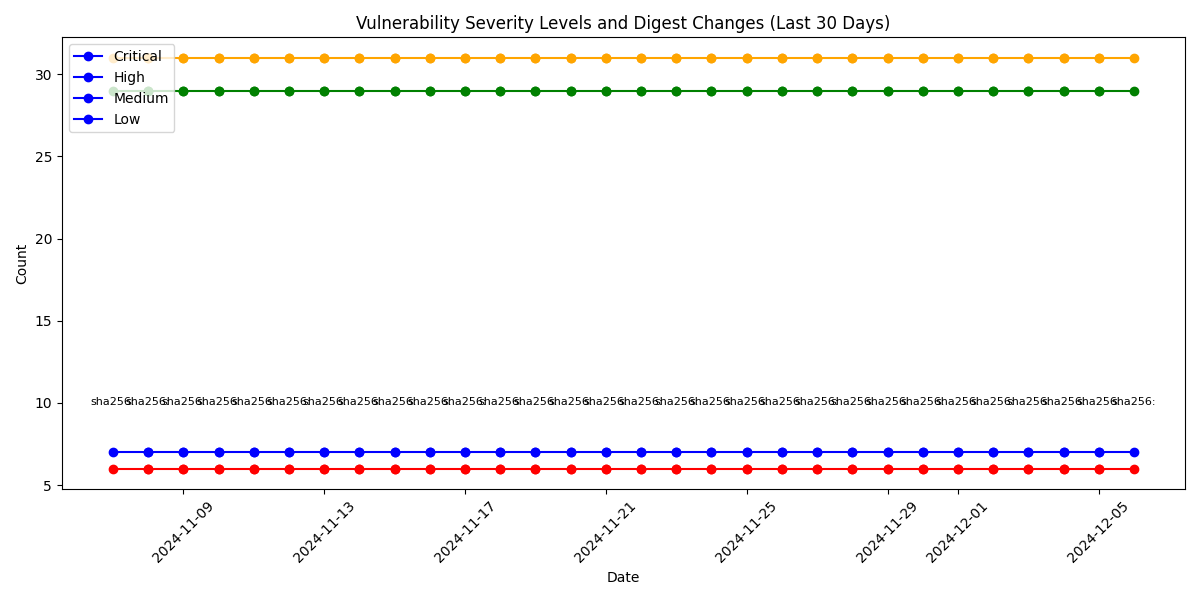 Vulnerability Severity Levels and Digest Changes (Last 30 Days)
Critical
High
Medium
Low
30
25
20
15
10
5
Count
sha256: sha256: sha256: sha256: sha256: sha256: sha256: sha256: sha256: sha256: sha256: sha256: sha256: sha256: sha256: sha256: sha256: sha256: sha256: sha256: sha256: sha256: sha256: sha256: sha256: sha256: sha256: sha256: sha256: sha256:
2024-11-09
2024-11-13
2024-11-17
2024-11-21
2024-11-25
2024-11-29
2024-12-01
2024-12-05
Date